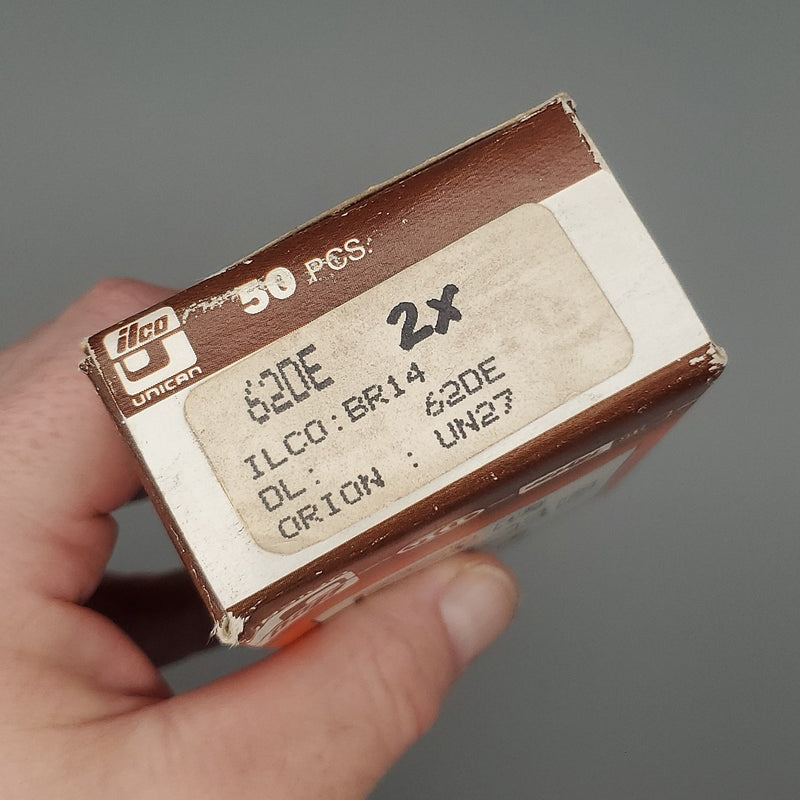 50 PCS.
ilco
UNICAN
2x
62DE
ILCO:BR14
DL: 62DE
ORION : UN27